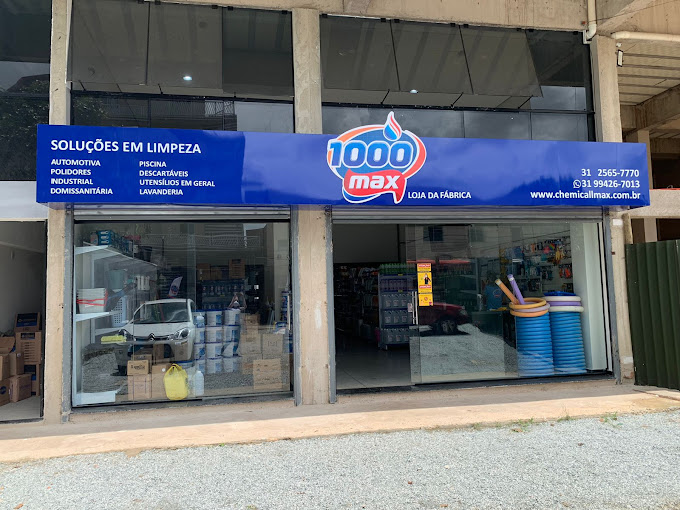 SOLUÇÕES EM LIMPEZA
AUTOMOTIVA
POLIDORES
INDUSTRIAL
DOMISSANITÁRIA
PISCINA
DESCARTÁVEIS
UTENSÍLIOS EM GERAL
LAVANDERIA
1000
max
LOJA DA FÁBRICA
31 2565-7770
31 99426-7013
www.chemicallmax.com.br